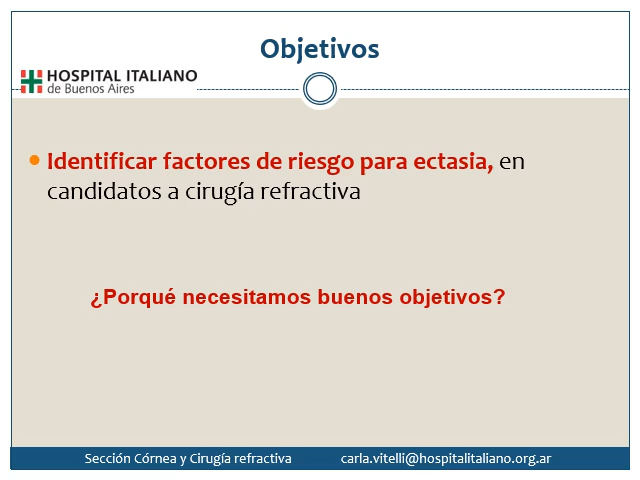 Objetivos
HOSPITAL ITALIANO
de Buenos Aires
Identificar factores de riesgo para ectasia, en
candidatos a cirugía refractiva
¿Porqué necesitamos buenos objetivos?
Sección Córnea y Cirugía refractiva carla.vitelli@hospitalitaliano.org.ar